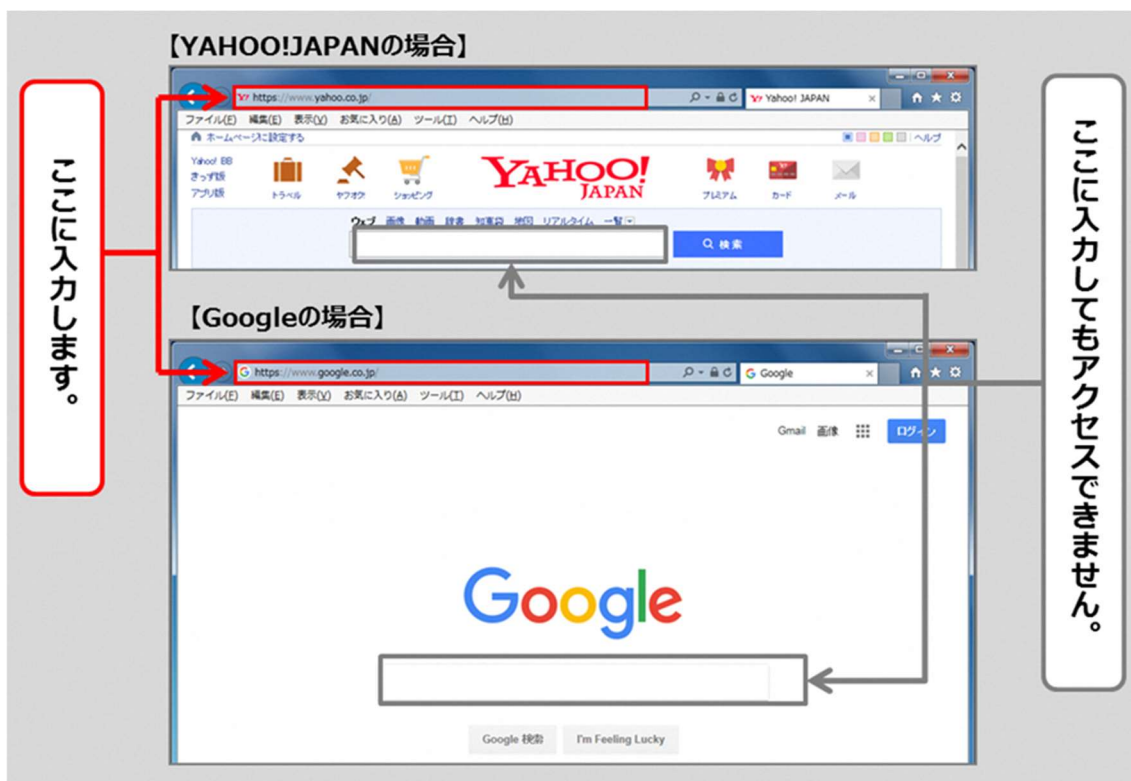 【YAHOO!JAPANの場合】
ここに入力します。
https://www.yahoo.co.jp/
Yahoo! JAPAN
ファイル(F) 編集(E) 表示(V) お気に入り(A) ツール(T) ヘルプ(H)
ホームページに設定する
ヘルプ
Yahoo! BB
きっず版
アプリ版
トラベル ヤフオク! ショッピング
YAHOO!
JAPAN
プレミアム カード メール
ウェブ 画像 動画 辞書 知恵袋 地図 リアルタイム 一覧
検索
ここに入力してもアクセスできません。
【Googleの場合】
https://www.google.co.jp/
Google
ファイル(F) 編集(E) 表示(V) お気に入り(A) ツール(T) ヘルプ(H)
Gmail 画像 ログイン
Google
Google 検索 I'm Feeling Lucky